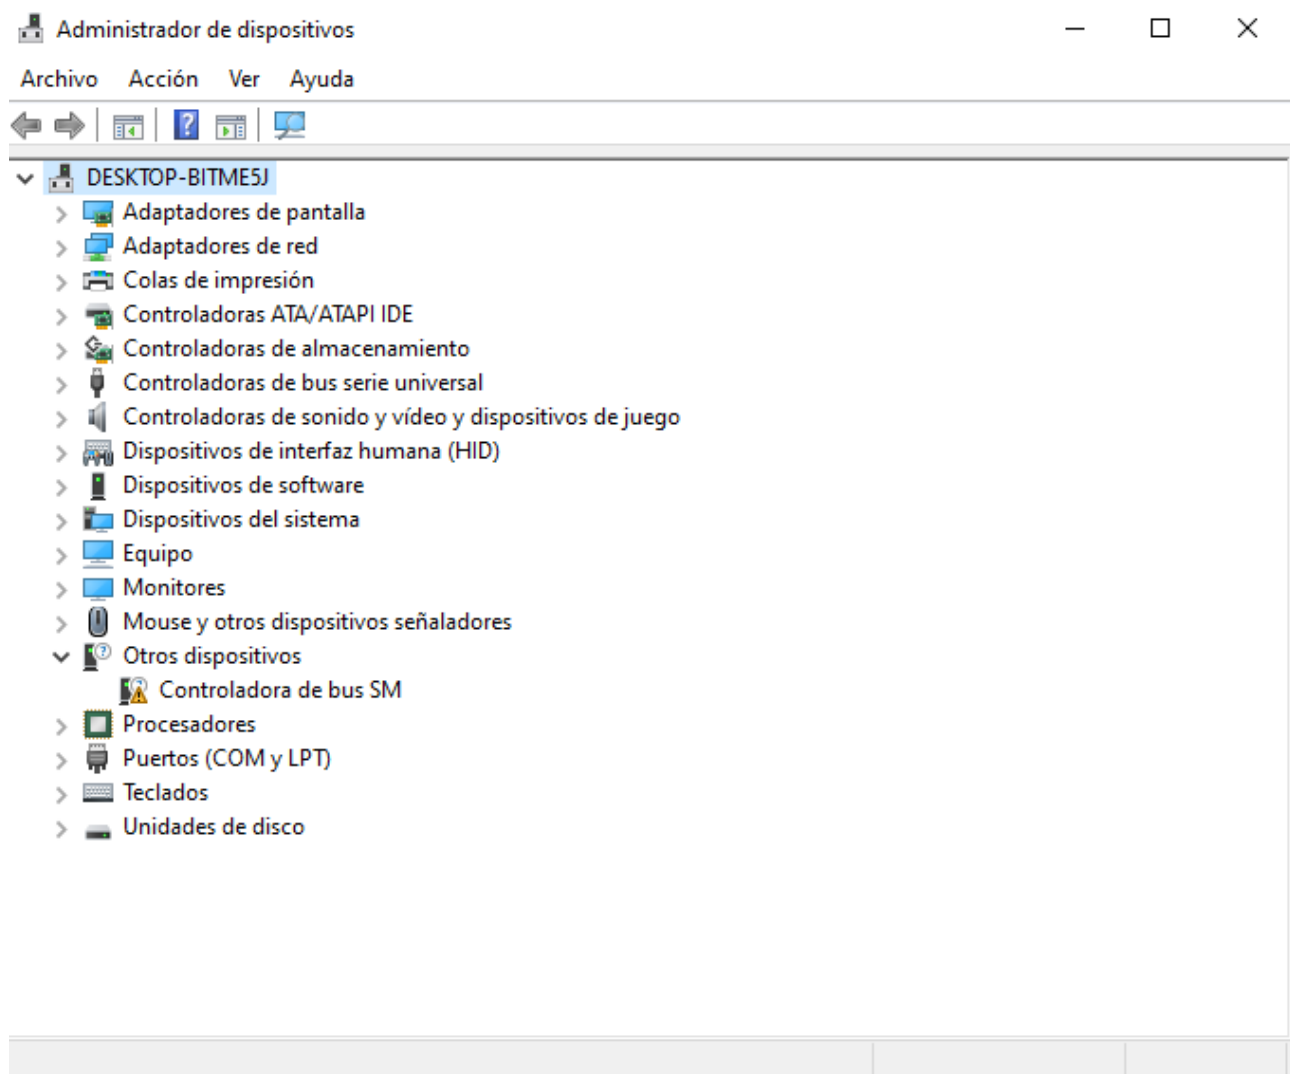 Administrador de dispositivos
Archivo Acción Ver Ayuda
DESKTOP-BITME5J
Adaptadores de pantalla
Adaptadores de red
Colas de impresión
Controladoras ATA/ATAPI IDE
Controladoras de almacenamiento
Controladoras de bus serie universal
Controladoras de sonido y vídeo y dispositivos de juego
Dispositivos de interfaz humana (HID)
Dispositivos de software
Dispositivos del sistema
Equipo
Monitores
Mouse y otros dispositivos señaladores
Otros dispositivos
Controladora de bus SM
Procesadores
Puertos (COM y LPT)
Teclados
Unidades de disco